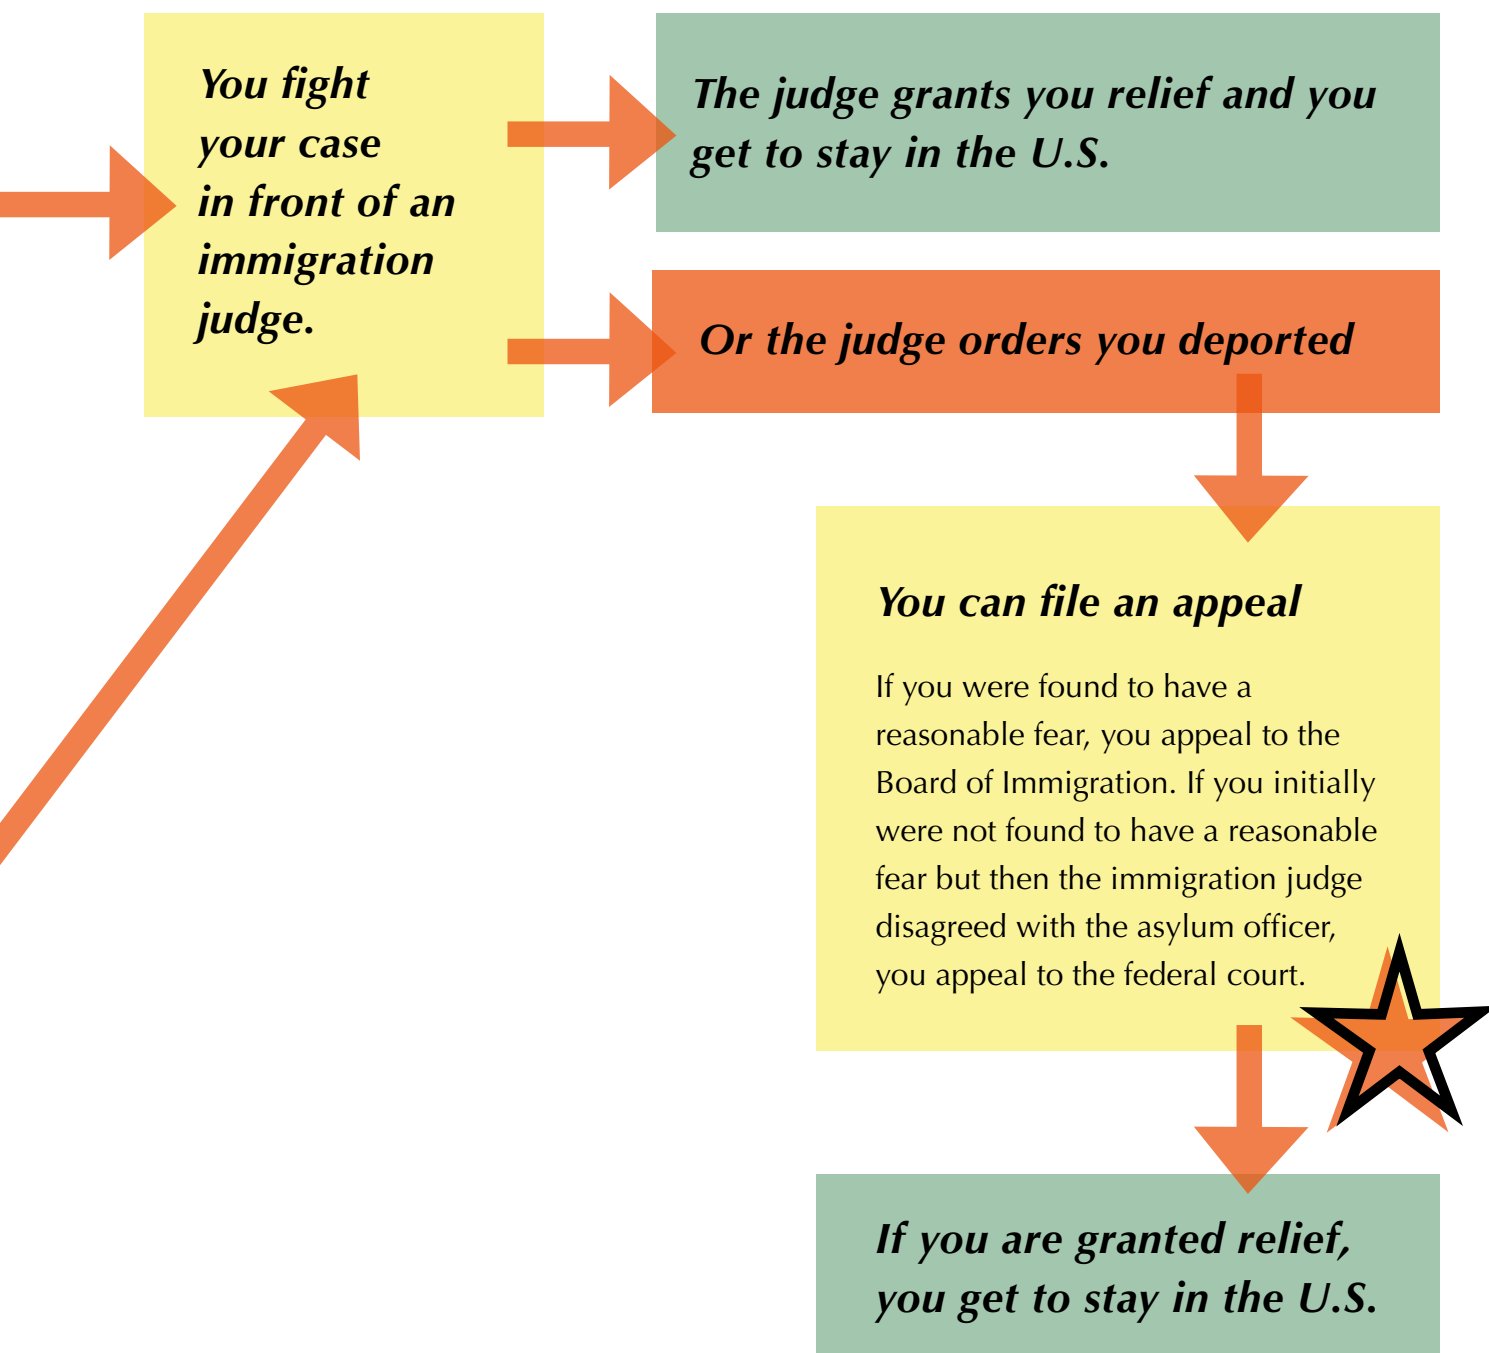 You fight
your case
in front of an
immigration
judge.
The judge grants you relief and you
get to stay in the U.S.
Or the judge orders you deported
You can file an appeal
If you were found to have a
reasonable fear, you appeal to the
Board of Immigration. If you initially
were not found to have a reasonable
fear but then the immigration judge
disagreed with the asylum officer,
you appeal to the federal court.
If you are granted relief,
you get to stay in the U.S.